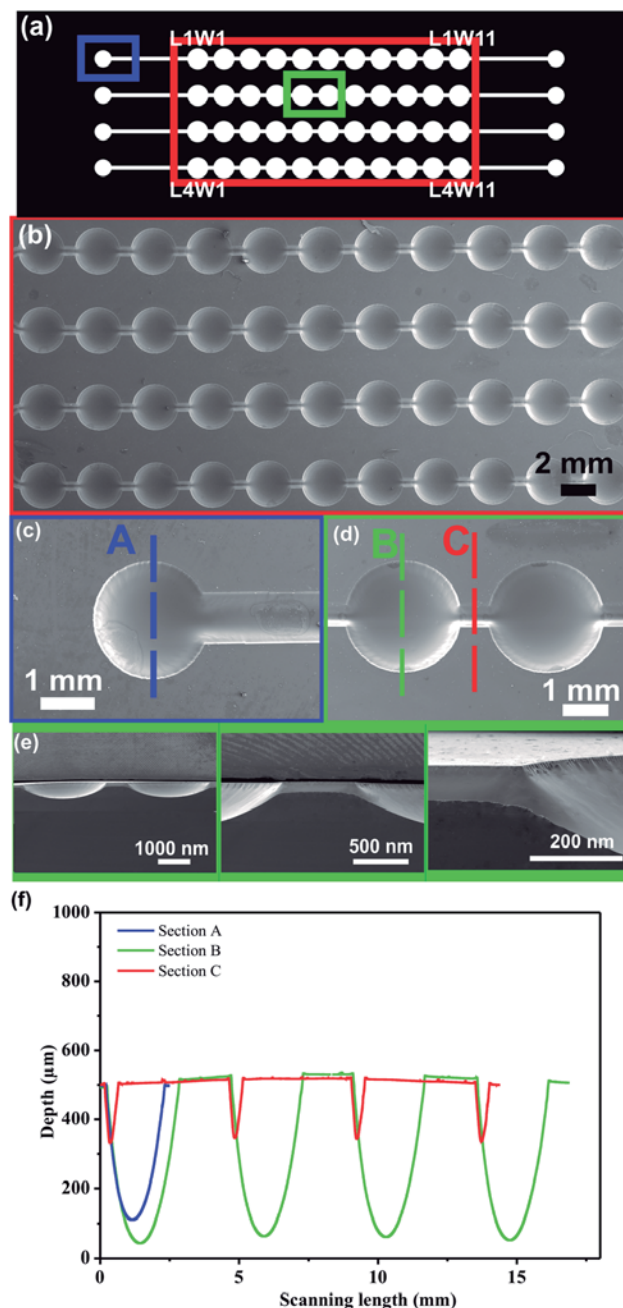 (a)
L1W1 L1W11
L4W1 L4W11
(b)
2 mm
(c)
A
1 mm
(d)
B C
1 mm
(e)
1000 nm
500 nm
200 nm
(f)
1000
800
600
400
200
0
Depth (μm)
Section A
Section B
Section C
0 5 10 15
Scanning length (mm)